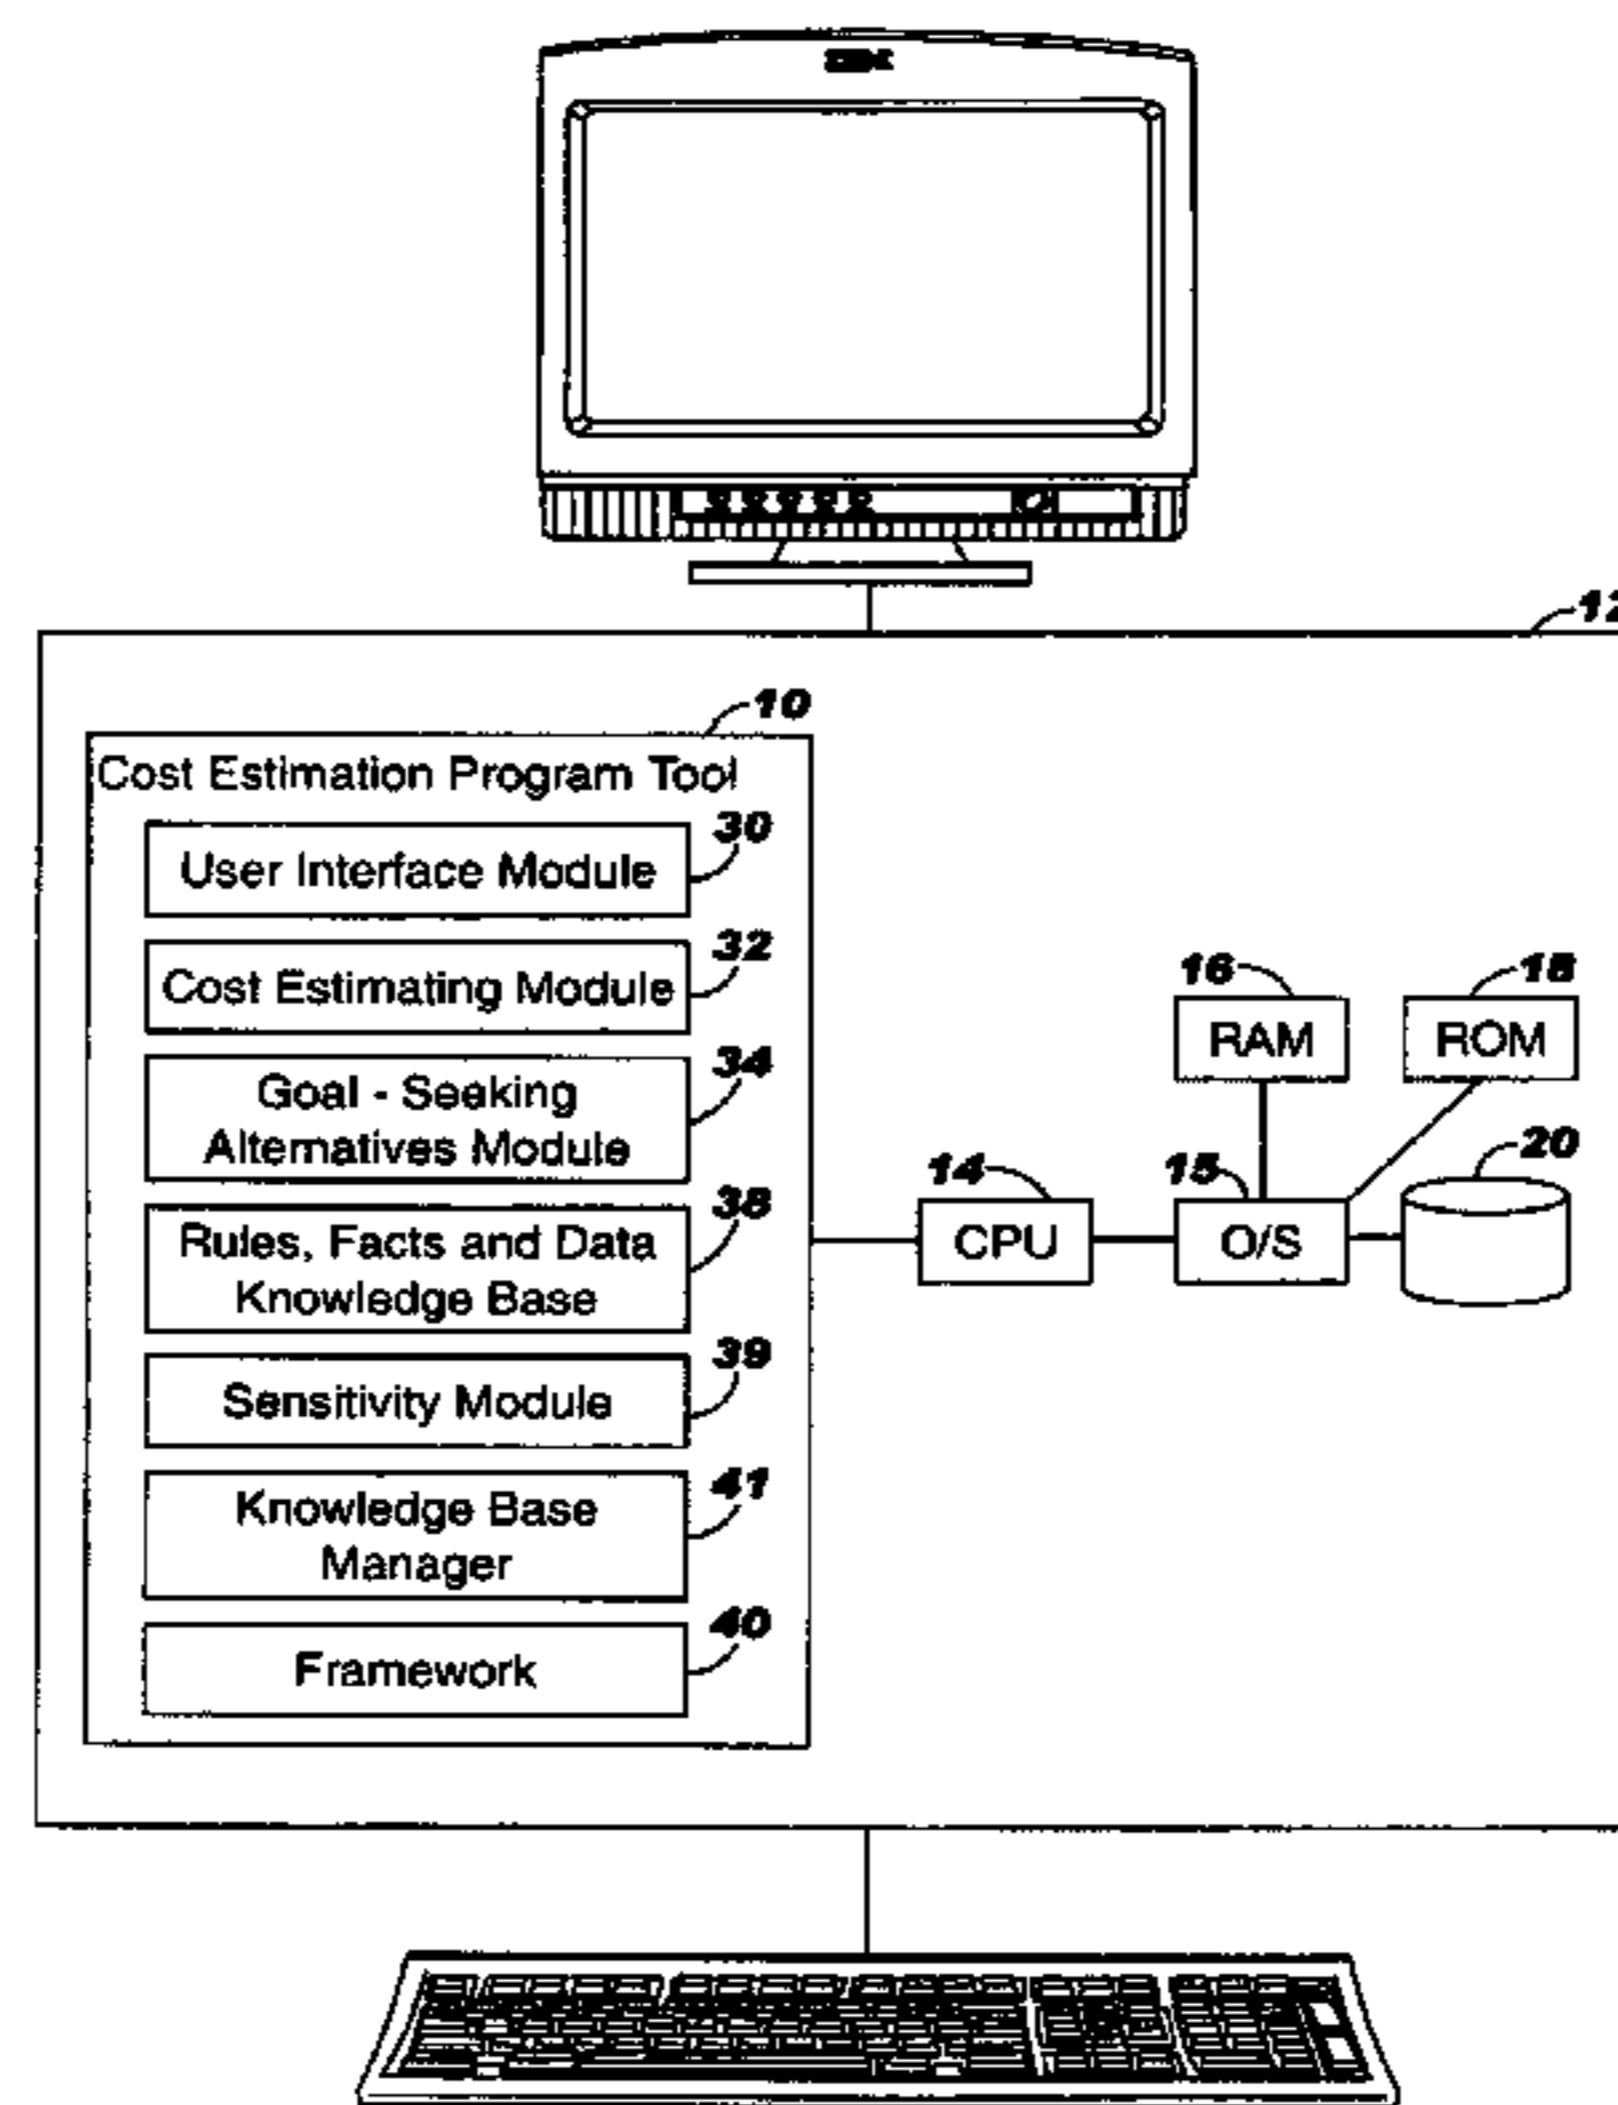 12
10
Cost Estimation Program Tool
30
User Interface Module
32
Cost Estimating Module
34
Goal - Seeking
Alternatives Module
38
Rules, Facts and Data
Knowledge Base
39
Sensitivity Module
41
Knowledge Base
Manager
40
Framework
16
RAM
18
ROM
14
CPU
15
O/S
20